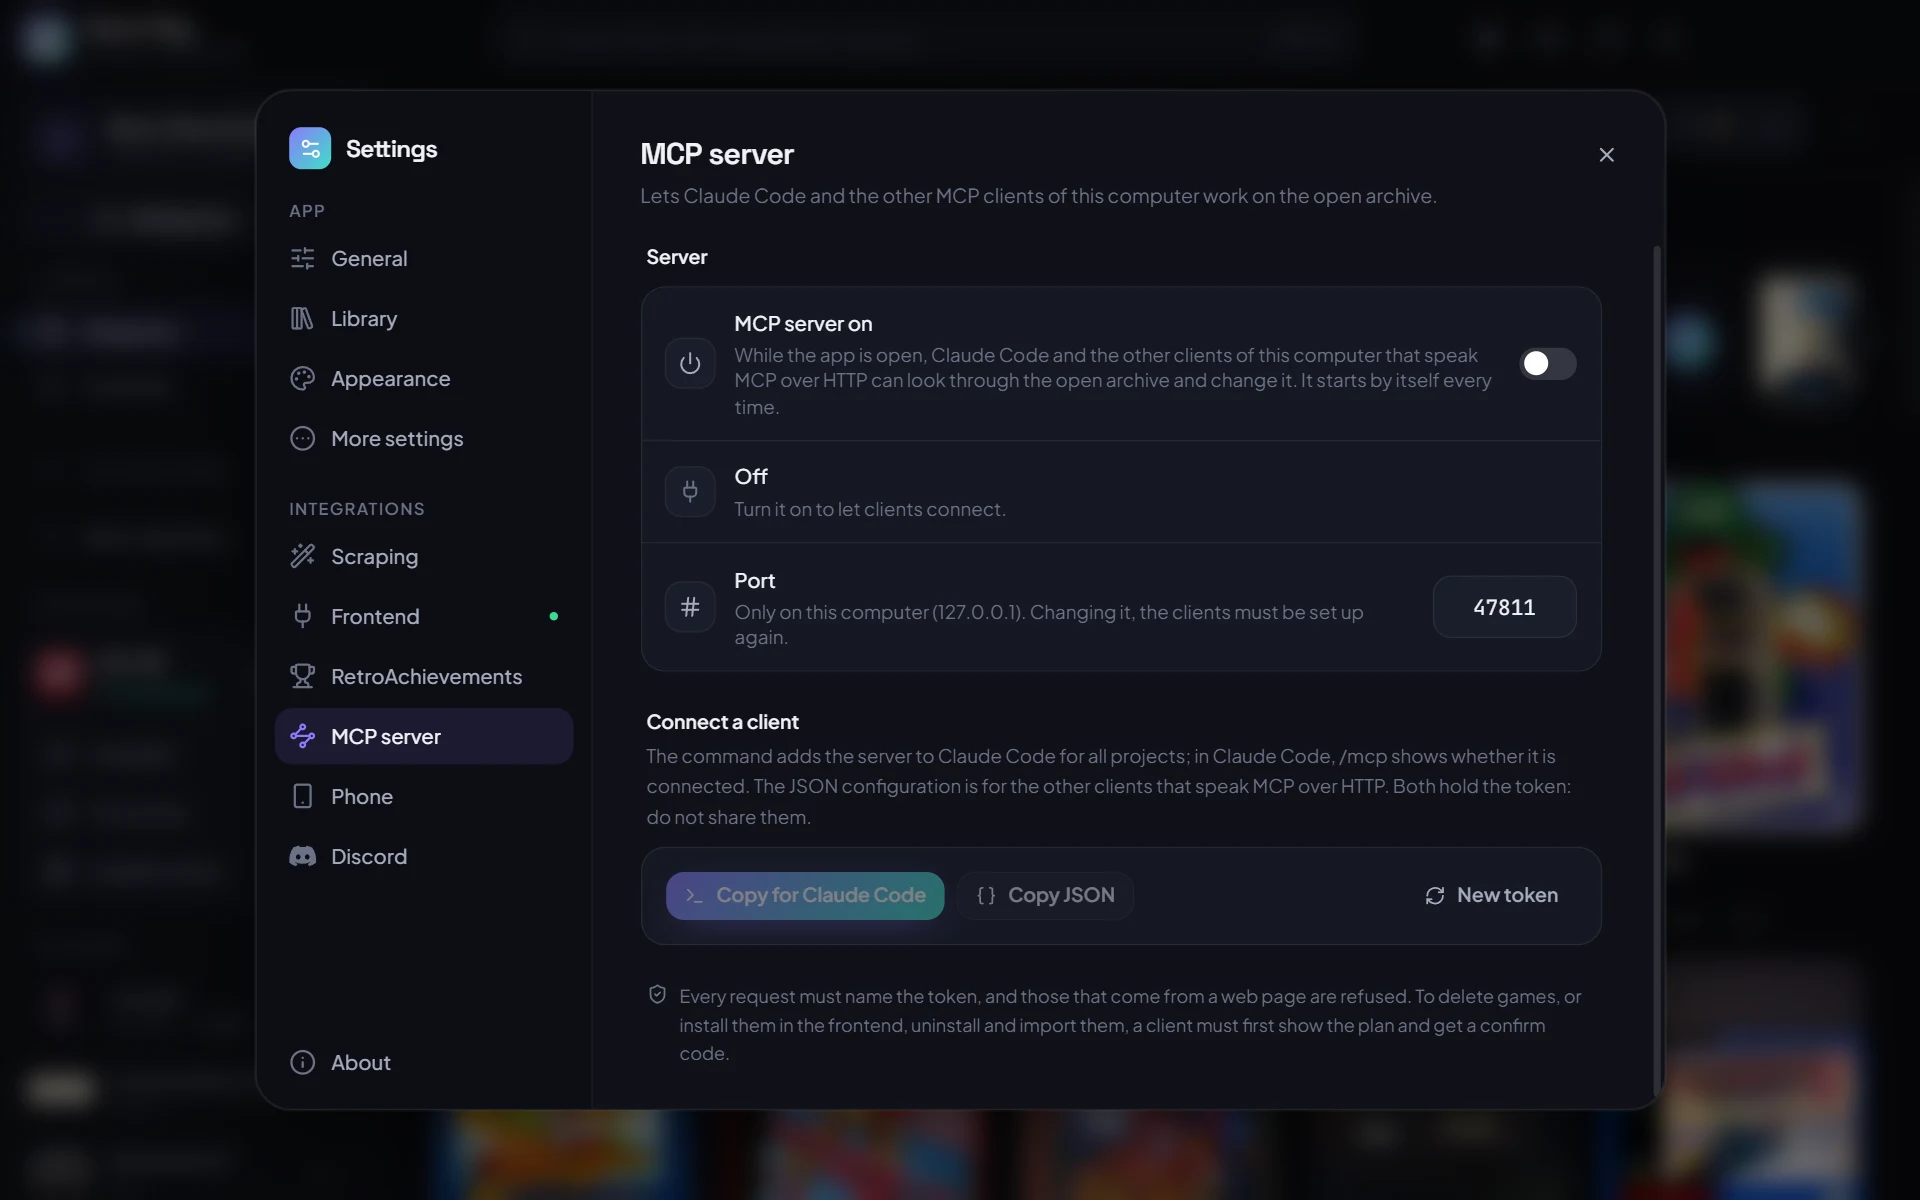 Settings
APP
General
Library
Appearance
More settings
INTEGRATIONS
Scraping
Frontend
RetroAchievements
MCP server
Phone
Discord
About
MCP server
Lets Claude Code and the other MCP clients of this computer work on the open archive.
Server
MCP server on
While the app is open, Claude Code and the other clients of this computer that speak
MCP over HTTP can look through the open archive and change it. It starts by itself every
time.
Off
Turn it on to let clients connect.
Port
Only on this computer (127.0.0.1). Changing it, the clients must be set up
again.
47811
Connect a client
The command adds the server to Claude Code for all projects; in Claude Code, /mcp shows whether it is
connected. The JSON configuration is for the other clients that speak MCP over HTTP. Both hold the token:
do not share them.
Copy for Claude Code
Copy JSON
New token
Every request must name the token, and those that come from a web page are refused. To delete games, or
install them in the frontend, uninstall and import them, a client must first show the plan and get a confirm
code.